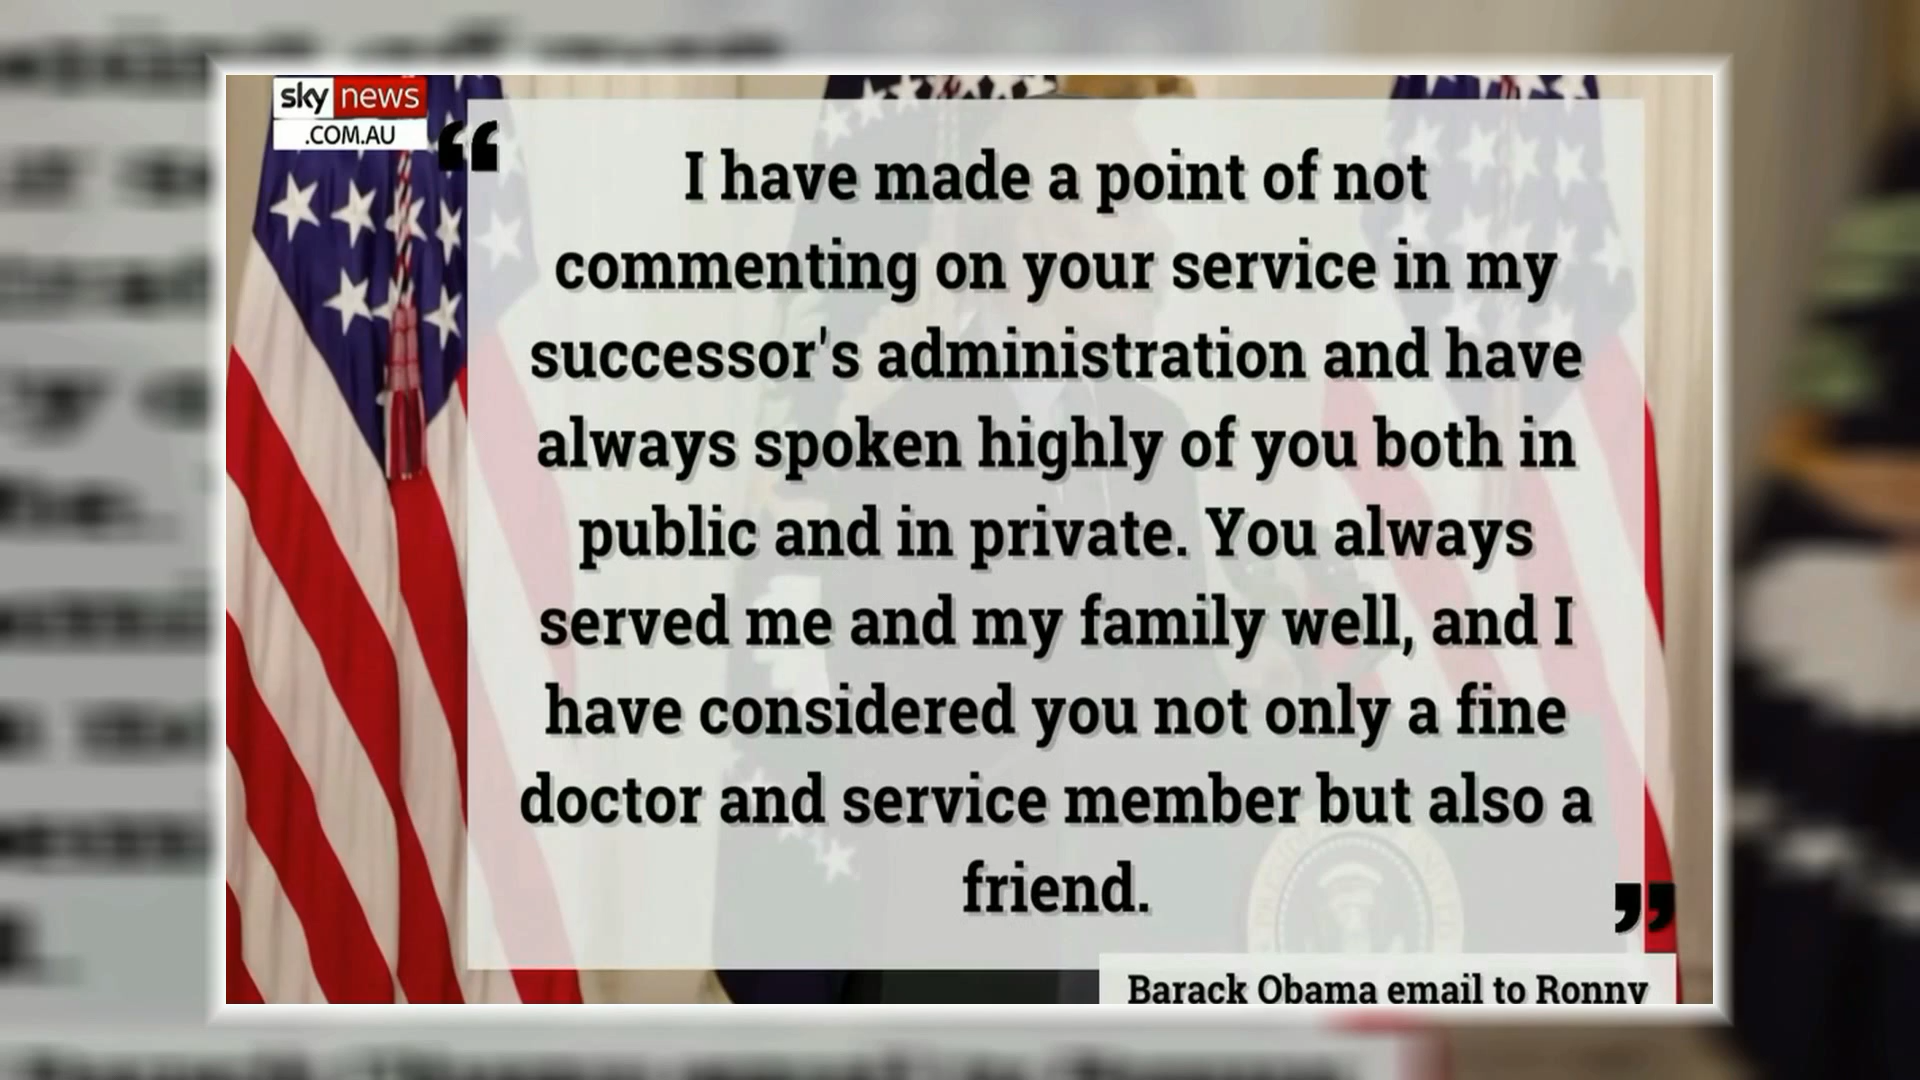 sky news
.COM.AU
“
I have made a point of not
commenting on your service in my
successor's administration and have
always spoken highly of you both in
public and in private. You always
served me and my family well, and I
have considered you not only a fine
doctor and service member but also a
friend.
”
Barack Obama email to Ronny